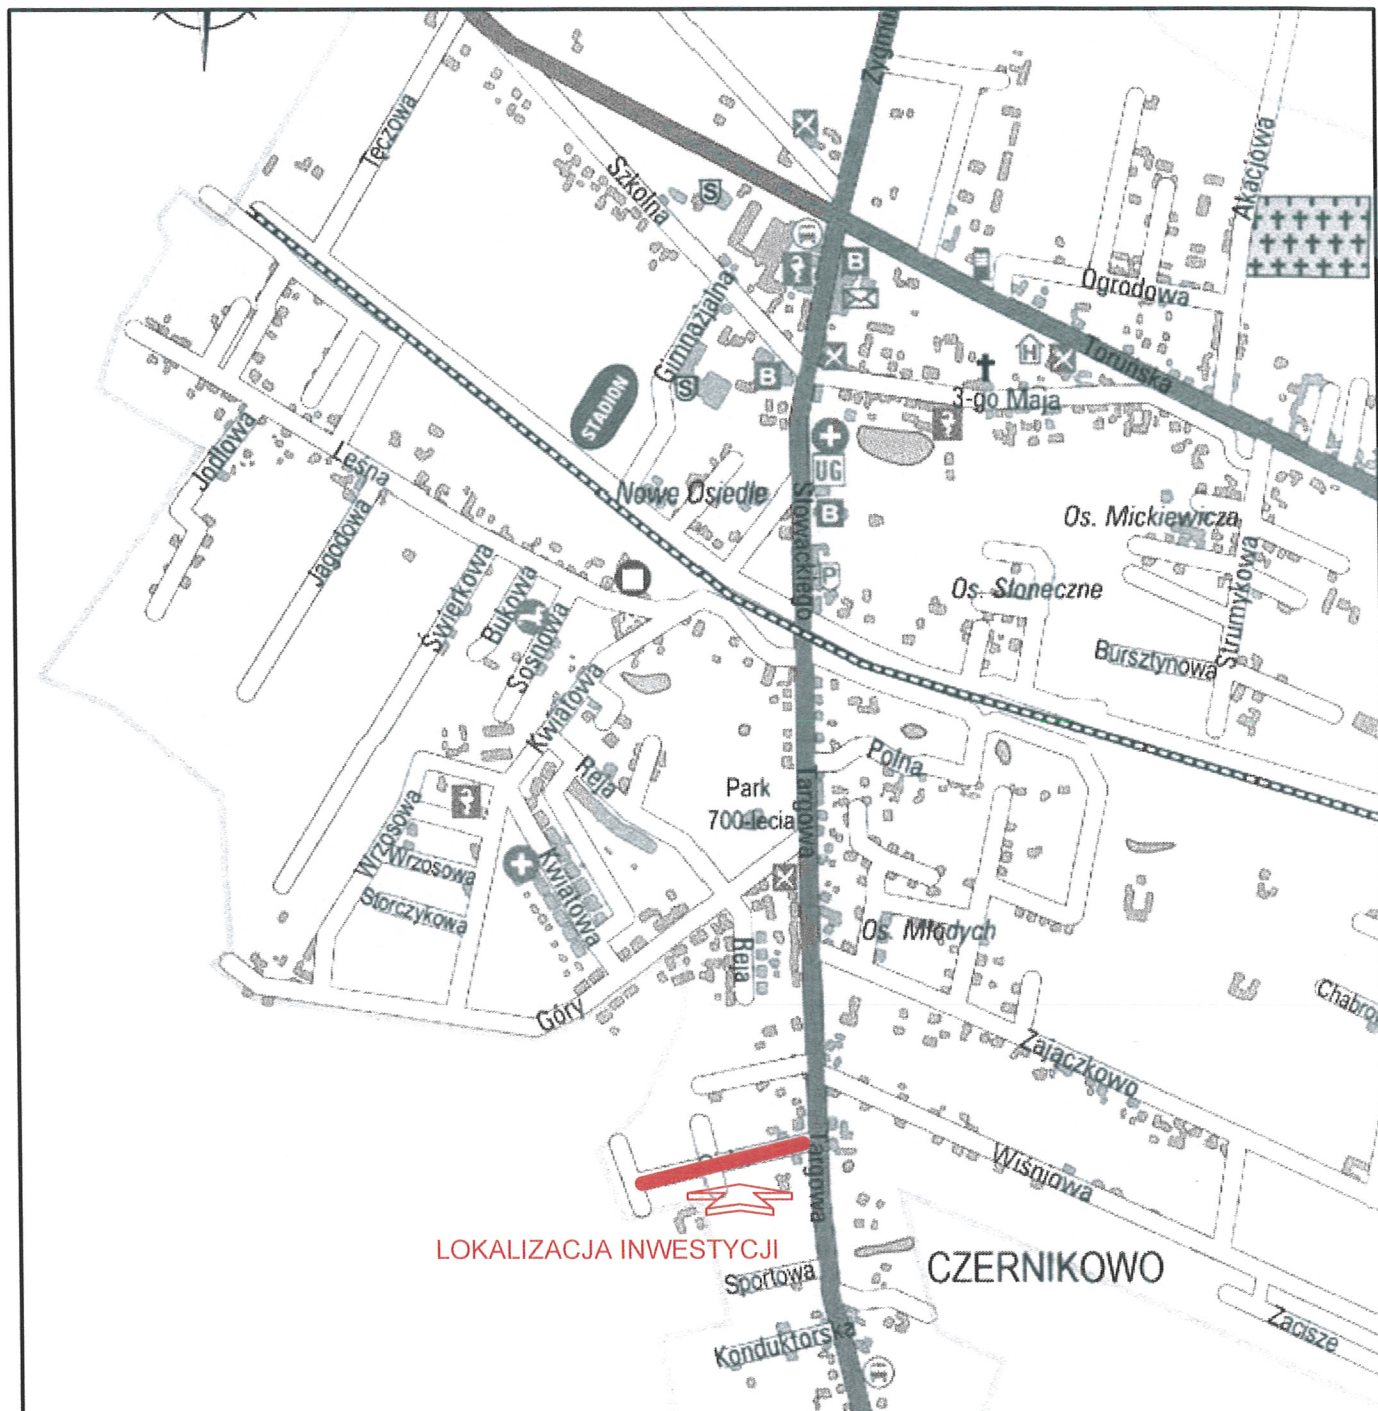 Zygmu
Tęczowa
Szkolna
Akacjowa
S
Ogrodowa
B
Gimnazjalna
Toruńska
H
STADION
S
B
3-go Maja
Jodłowa
Leśna
UG
Nowe Osiedle
Słowackiego
B
Os. Mickiewicza
Jagodowa
P
Świerkowa
Bukowa
Sosnowa
Os. Słoneczne
Strumykowa
Bursztynowa
Kwiatowa
Polna
Reja
Park
700-lecia
Targowa
Wrzosowa
Wrzosowa
Storczykowa
Kwiatowa
Os. Młodych
Reja
Góry
Chabro
Zajączkowo
Wiśniowa
Targowa
LOKALIZACJA INWESTYCJI
CZERNIKOWO
Sportowa
Zacisze
Konduktorska